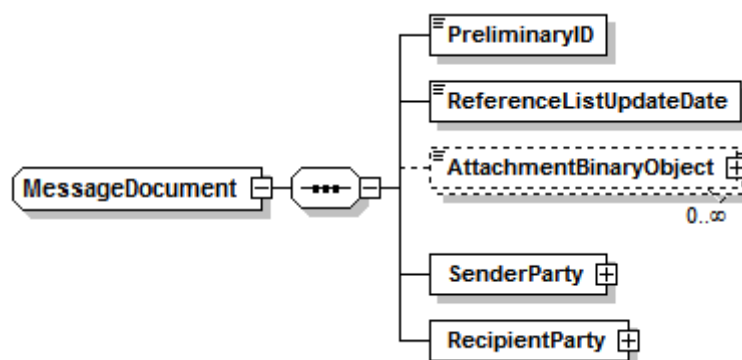 PreliminaryID
ReferenceListUpdateDate
AttachmentBinaryObject
MessageDocument
0..∞
SenderParty
RecipientParty